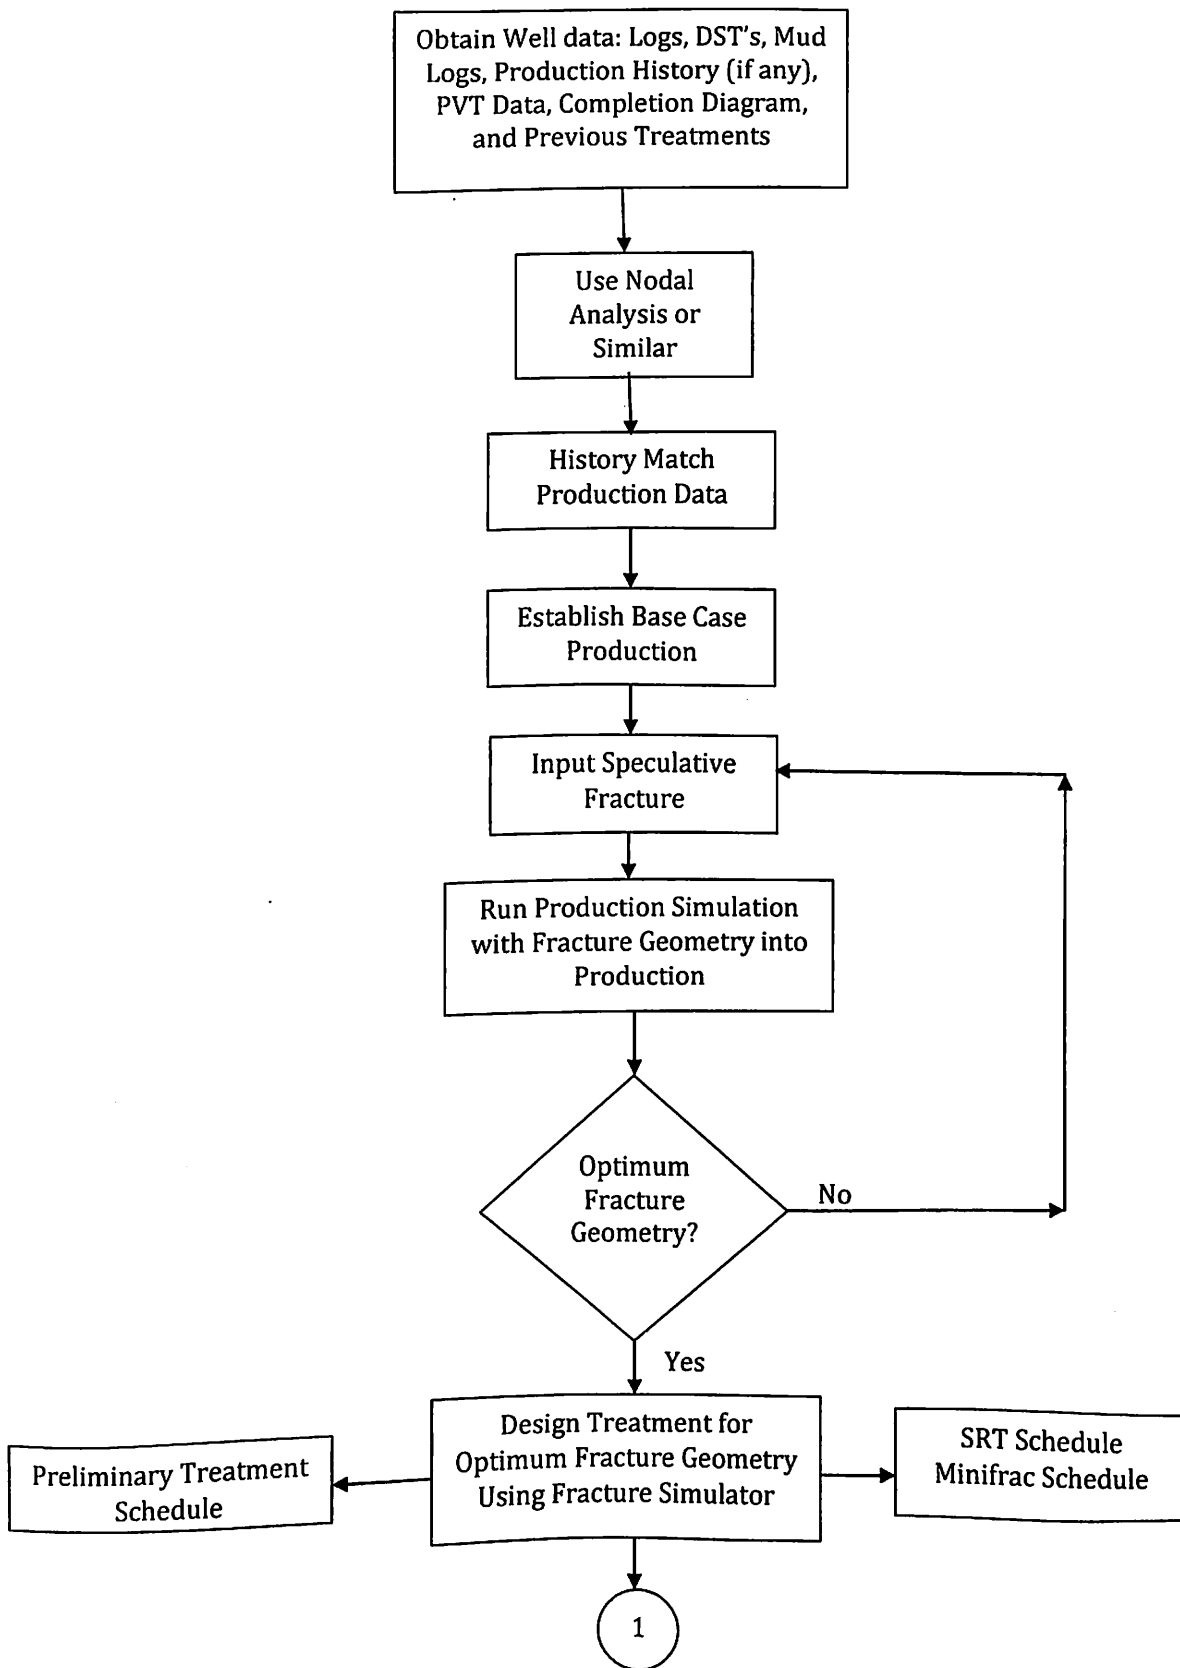 Obtain Well data: Logs, DST's, Mud
Logs, Production History (if any),
PVT Data, Completion Diagram,
and Previous Treatments
Use Nodal
Analysis or
Similar
History Match
Production Data
Establish Base Case
Production
Input Speculative
Fracture
Run Production Simulation
with Fracture Geometry into
Production
Optimum
Fracture
Geometry?
No
Yes
Design Treatment for
Optimum Fracture Geometry
Using Fracture Simulator
Preliminary Treatment
Schedule
SRT Schedule
Minifrac Schedule
1